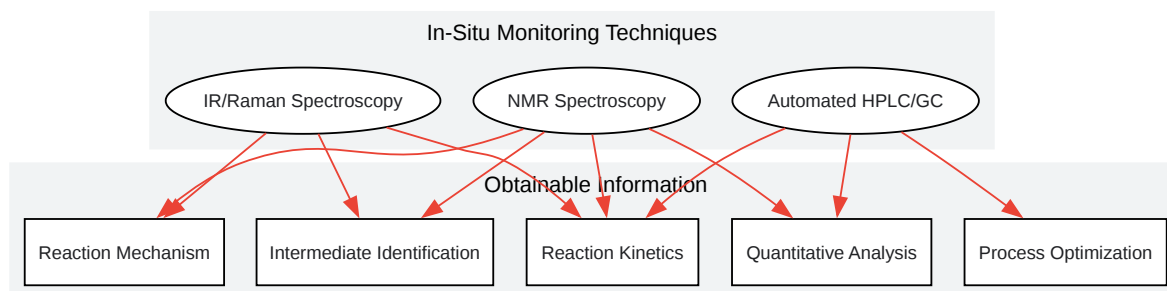 In-Situ Monitoring Techniques
IR/Raman Spectroscopy
NMR Spectroscopy
Automated HPLC/GC
Obtainable Information
Reaction Mechanism
Intermediate Identification
Reaction Kinetics
Quantitative Analysis
Process Optimization